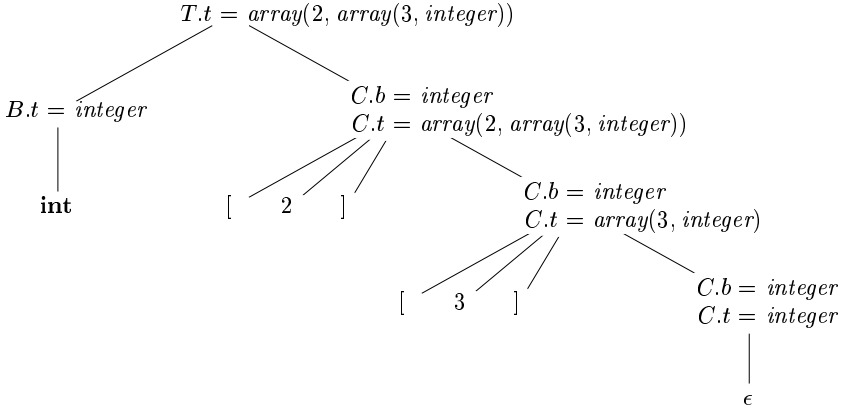 T.t = array(2, array(3, integer))
C.b = integer
B.t = integer
C.t = array(2, array(3, integer))
C.b = integer
int
[ 2 ]
C.t = array(3, integer)
C.b = integer
[ 3 ]
C.t = integer
ϵ